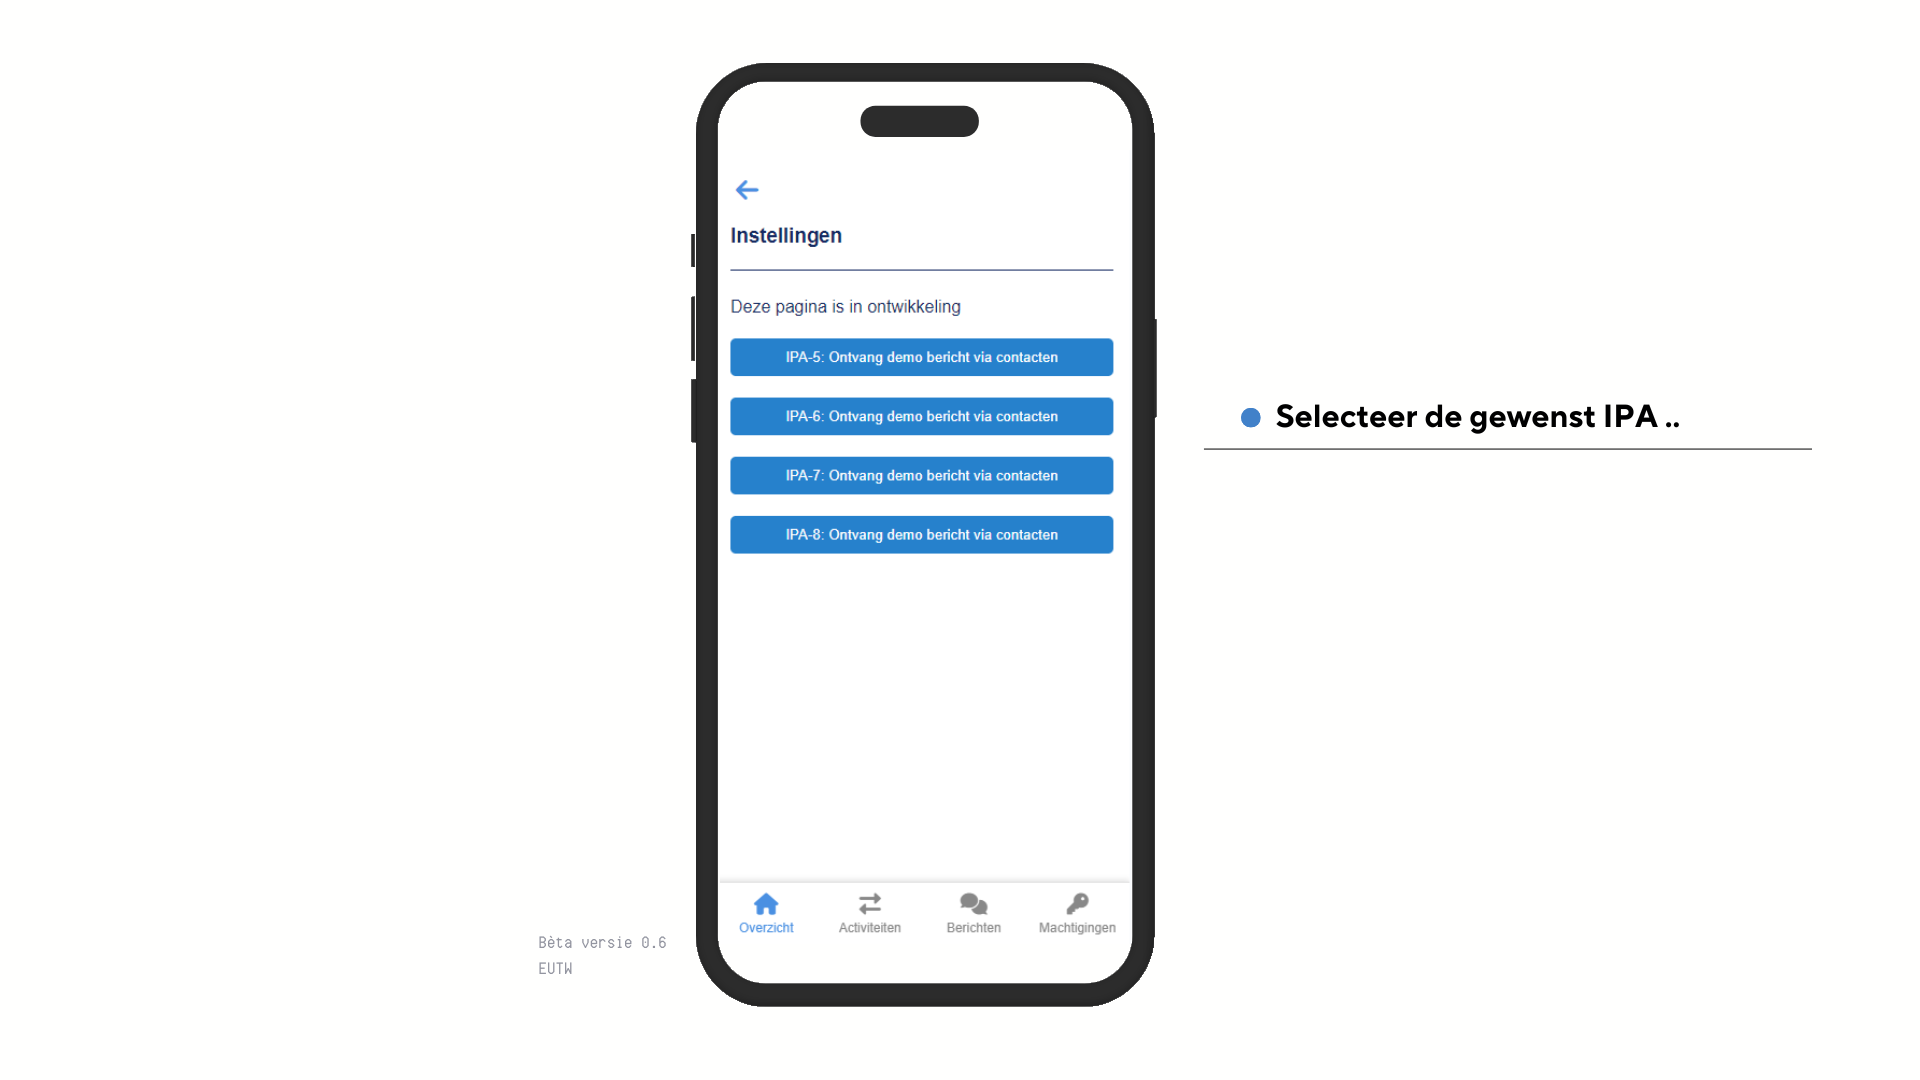 Instellingen
Deze pagina is in ontwikkeling
IPA-5: Ontvang demo bericht via contacten
IPA-6: Ontvang demo bericht via contacten
IPA-7: Ontvang demo bericht via contacten
IPA-8: Ontvang demo bericht via contacten
Overzicht
Activiteiten
Berichten
Machtigingen
Selecteer de gewenst IPA ..
Bèta versie 0.6
EUTW